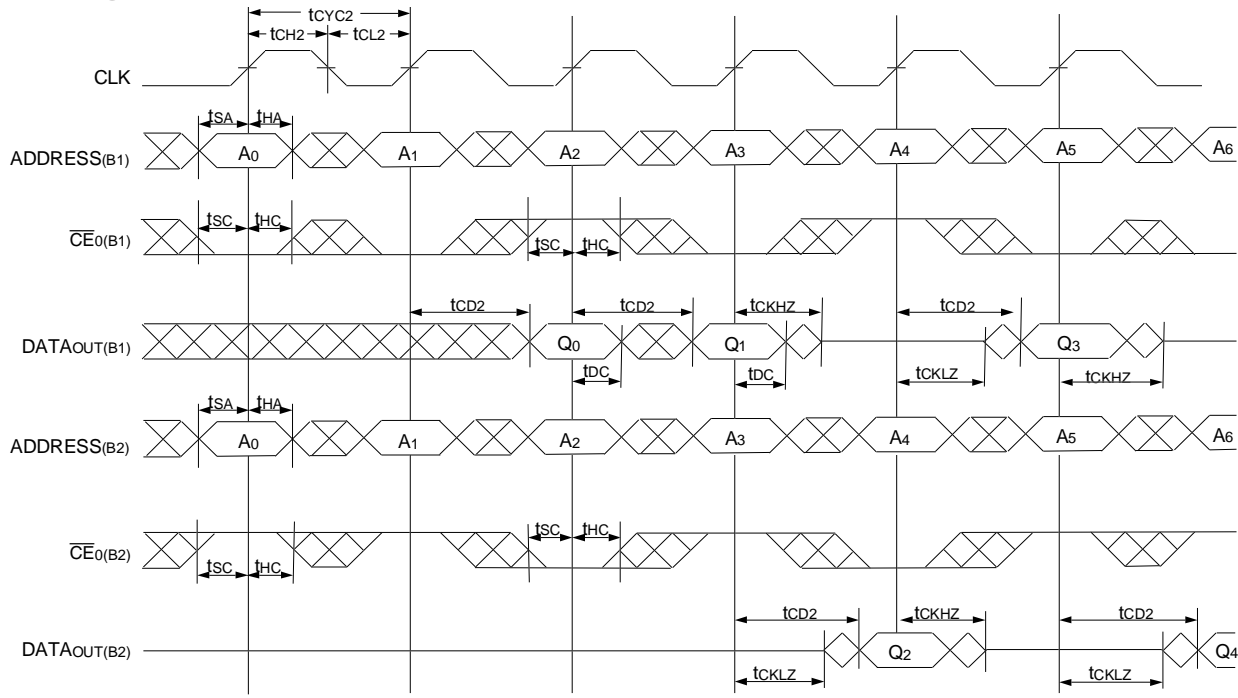 tCYC2
tCH2 tCL2
CLK
tSA tHA
ADDRESS(B1) A0 A1 A2 A3 A4 A5 A6
tSC tHC
CE0(B1)
tSC tHC
tCD2 tCD2 tCKHZ tCD2
DATAOUT(B1) Q0 Q1 Q3
tDC tDC tCKLZ tCKHZ
tSA tHA
ADDRESS(B2) A0 A1 A2 A3 A4 A5 A6
tSC tHC
CE0(B2)
tSC tHC
tCD2 tCKHZ tCD2
DATAOUT(B2) Q2 Q4
tCKLZ tCKLZ